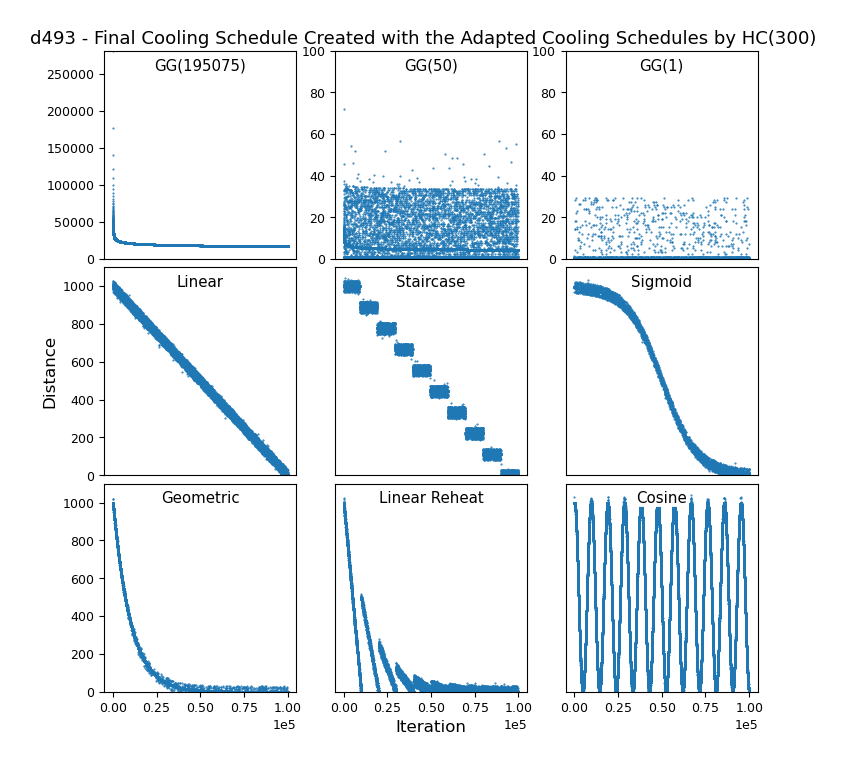 d493 - Final Cooling Schedule Created with the Adapted Cooling Schedules by HC(300)
GG(195075)
250000
200000
150000
100000
50000
0
GG(50)
100
80
60
40
20
0
GG(1)
100
80
60
40
20
0
Distance
Linear
1000
800
600
400
200
0
Staircase
Sigmoid
Geometric
1000
800
600
400
200
0
0.00 0.25 0.50 0.75 1.00
1e5
Linear Reheat
0.00 0.25 0.50 0.75 1.00
1e5
Cosine
0.00 0.25 0.50 0.75 1.00
1e5
Iteration